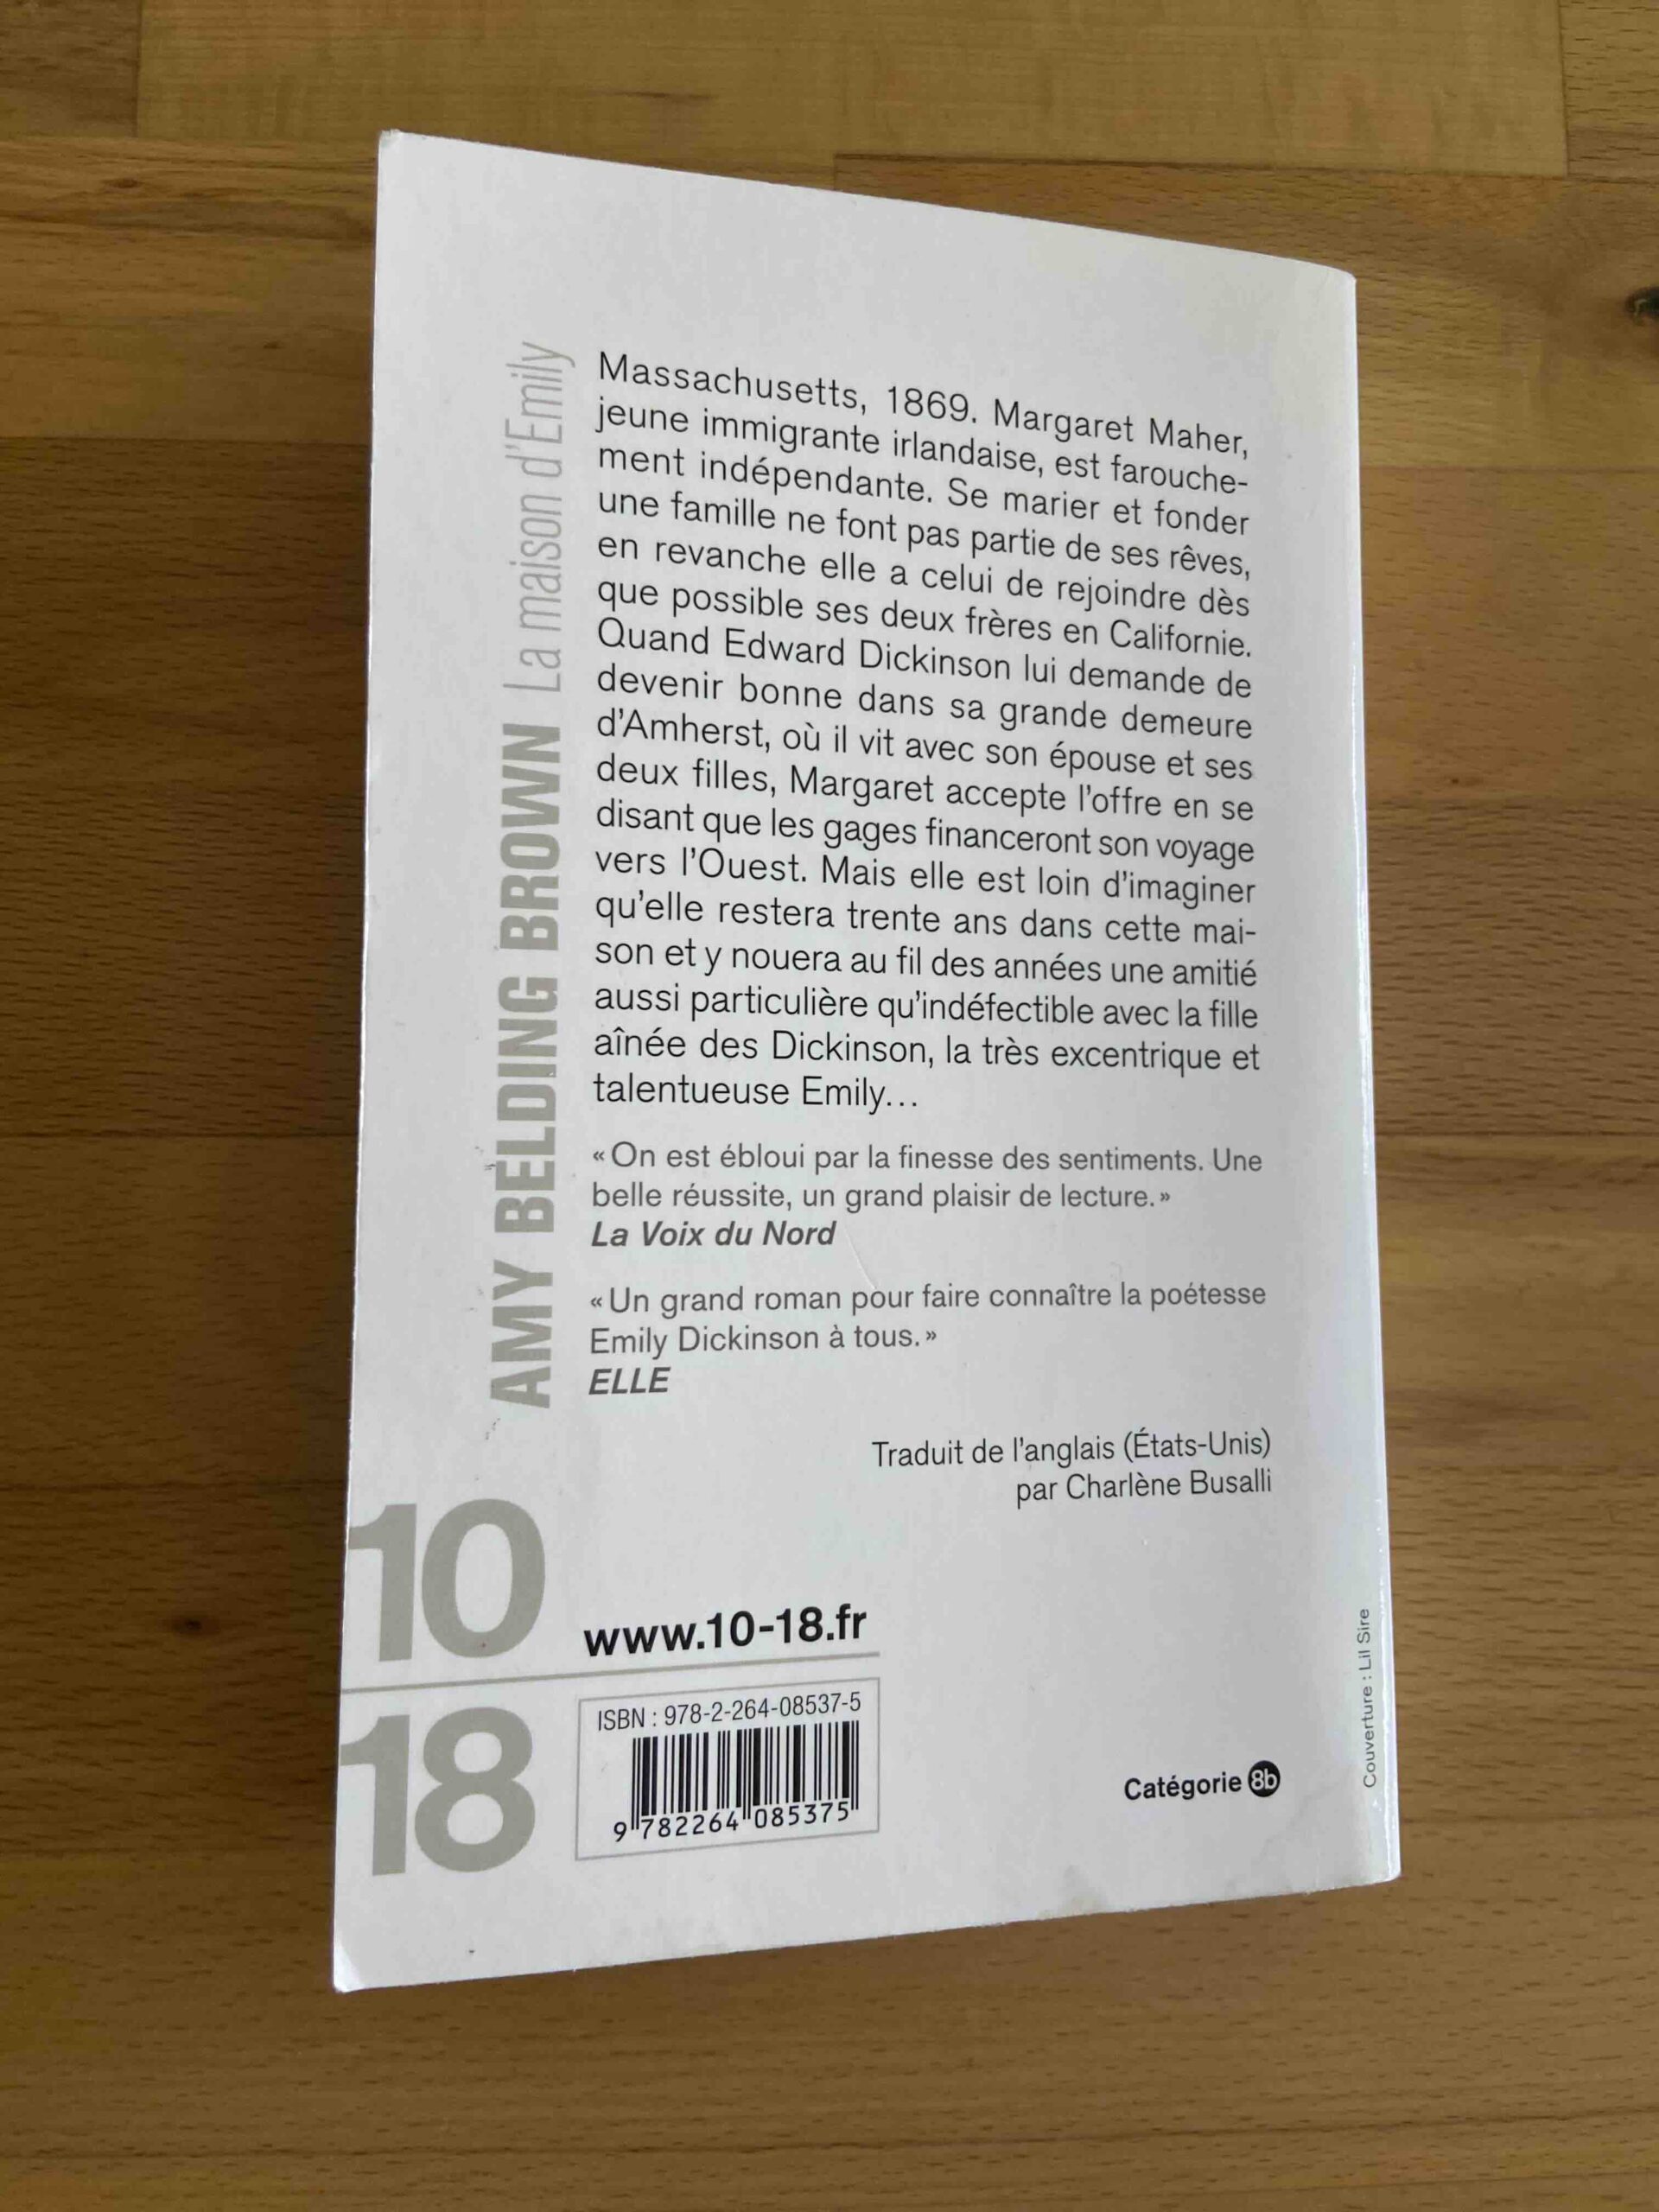 AMY BELDING BROWN La maison d'Emily
Massachusetts, 1869. Margaret Maher,
jeune immigrante irlandaise, est farouche-
ment indépendante. Se marier et fonder
une famille ne font pas partie de ses rêves,
en revanche elle a celui de rejoindre dès
que possible ses deux frères en Californie.
Quand Edward Dickinson lui demande de
devenir bonne dans sa grande demeure
d'Amherst, où il vit avec son épouse et ses
deux filles, Margaret accepte l'offre en se
disant que les gages financeront son voyage
vers l'Ouest. Mais elle est loin d'imaginer
qu'elle restera trente ans dans cette mai-
son et y nouera au fil des années une amitié
aussi particulière qu'indéfectible avec la fille
aînée des Dickinson, la très excentrique et
talentueuse Emily...
« On est ébloui par la finesse des sentiments. Une
belle réussite, un grand plaisir de lecture. »
La Voix du Nord
« Un grand roman pour faire connaître la poétesse
Emily Dickinson à tous. »
ELLE
Traduit de l'anglais (États-Unis)
par Charlène Busalli
10
18
www.10-18.fr
ISBN : 978-2-264-08537-5
9 782264 085375
Catégorie 8b
Couverture : Lil Sire